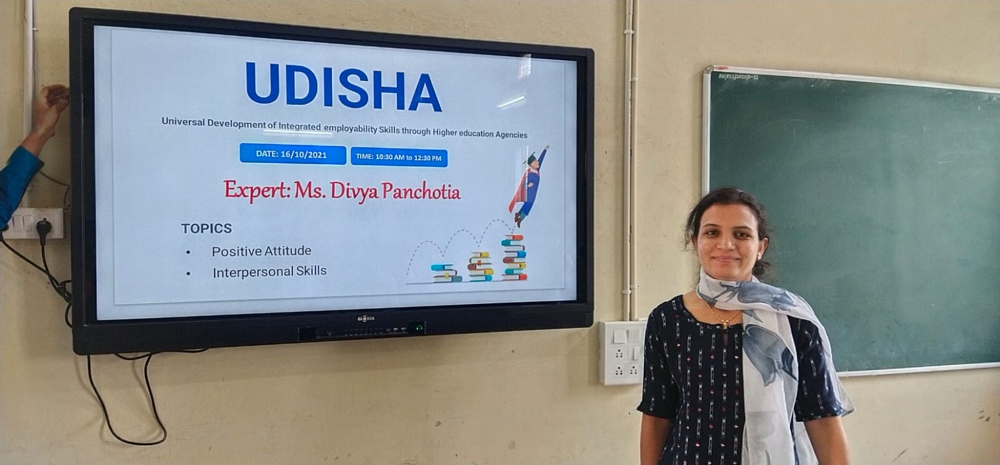 UDISHA
Universal Development of Integrated employability Skills through Higher education Agencies
DATE: 16/10/2021
TIME: 10:30 AM to 12:30 PM
Expert: Ms. Divya Panchotia
TOPICS
• Positive Attitude
• Interpersonal Skills
GLOBUS